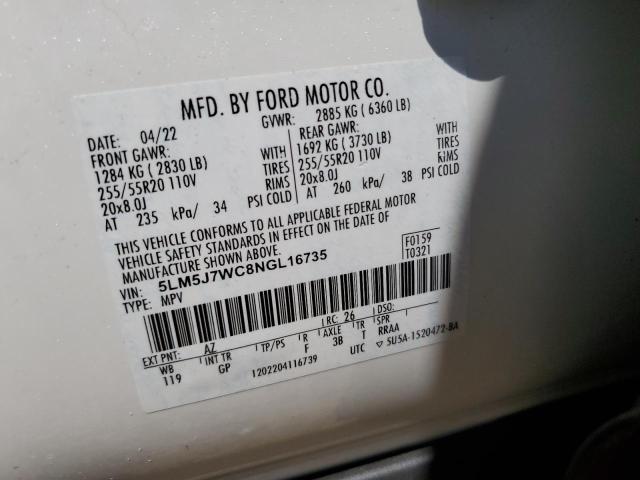 MFD. BY FORD MOTOR CO.
DATE: 04/22 GVWR: 2885 KG ( 6360 LB)
FRONT GAWR: WITH REAR GAWR: WITH
1284 KG ( 2830 LB) TIRES 1692 KG ( 3730 LB) TIRES
255/55R20 110V RIMS 255/55R20 110V RIMS
20x8.0J 20x8.0J
AT 235 kPa/ 34 PSI COLD AT 260 kPa/ 38 PSI COLD
THIS VEHICLE CONFORMS TO ALL APPLICABLE FEDERAL MOTOR
VEHICLE SAFETY STANDARDS IN EFFECT ON THE DATE OF
MANUFACTURE SHOWN ABOVE.
VIN: 5LM5J7WC8NGL16735 F0159
TYPE: MPV T0321
EXT PNT: AZ RC: 26 DSO:
WB INT TR TP/PS R AXLE TR SPR
119 GP F 3B T RRAA
1202204116739 UTC ▽ 5U5A-1520472-BA